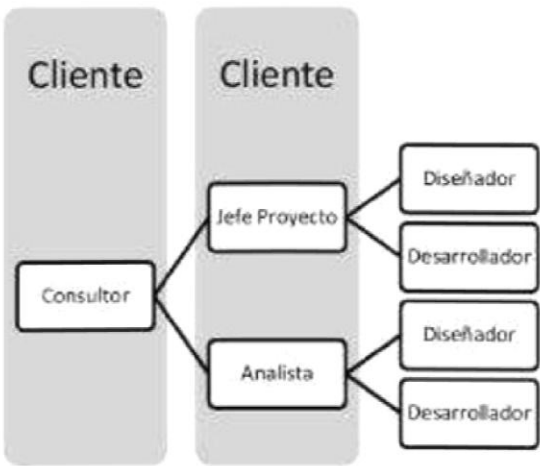 Cliente
Cliente
Consultor
Jefe Proyecto
Analista
Diseñador
Desarrollador
Diseñador
Desarrollador